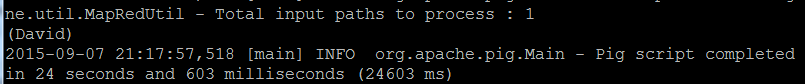 ne.util.MapRedUtil - Total input paths to process : 1
(David)
2015-09-07 21:17:57,518 [main] INFO  org.apache.pig.Main - Pig script completed
in 24 seconds and 603 milliseconds (24603 ms)